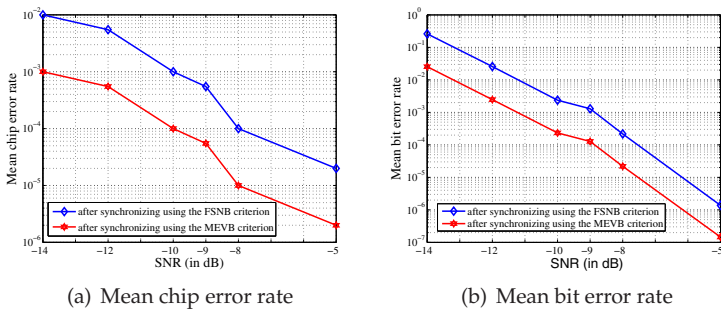 10⁻²
10⁻³
10⁻⁴
10⁻⁵
10⁻⁶
Mean chip error rate
after synchronizing using the FSNB criterion
after synchronizing using the MEVB criterion
−14 −12 −10 −9 −8 −5
SNR (in dB)
(a) Mean chip error rate
10¹
10⁰
10⁻¹
10⁻²
10⁻³
10⁻⁴
10⁻⁵
10⁻⁶
10⁻⁷
Mean bit error rate
after synchronizing using the FSNB criterion
after synchronizing using the MEVB criterion
−14 −12 −10 −9 −8 −5
SNR (in dB)
(b) Mean bit error rate